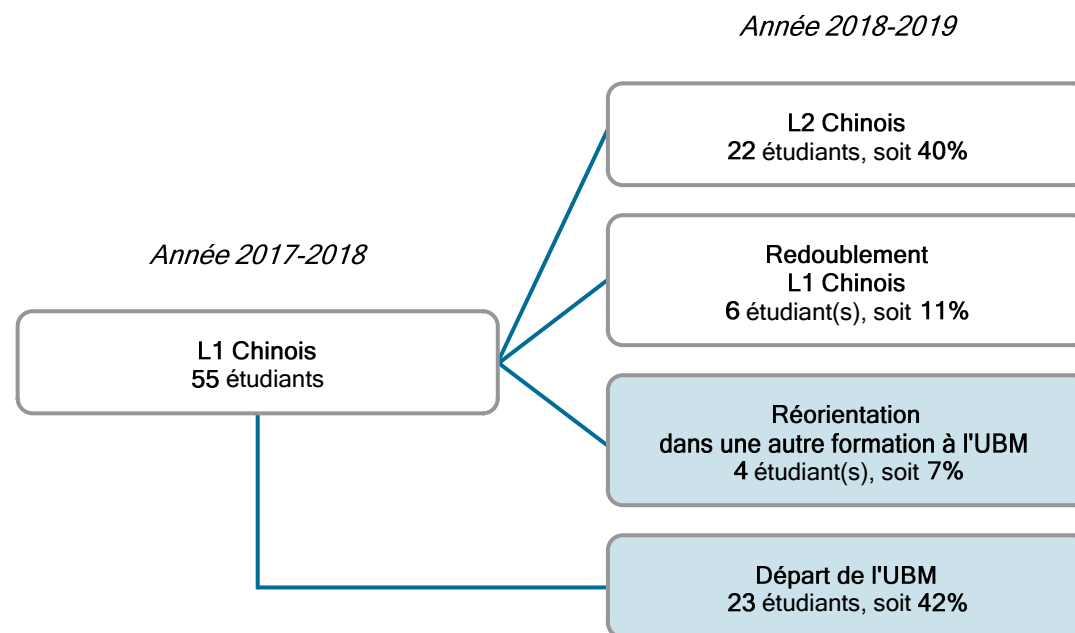 Année 2018-2019
L2 Chinois
22 étudiants, soit 40%
Année 2017-2018
Redoublement
L1 Chinois
6 étudiant(s), soit 11%
L1 Chinois
55 étudiants
Réorientation
dans une autre formation à l'UBM
4 étudiant(s), soit 7%
Départ de l'UBM
23 étudiants, soit 42%